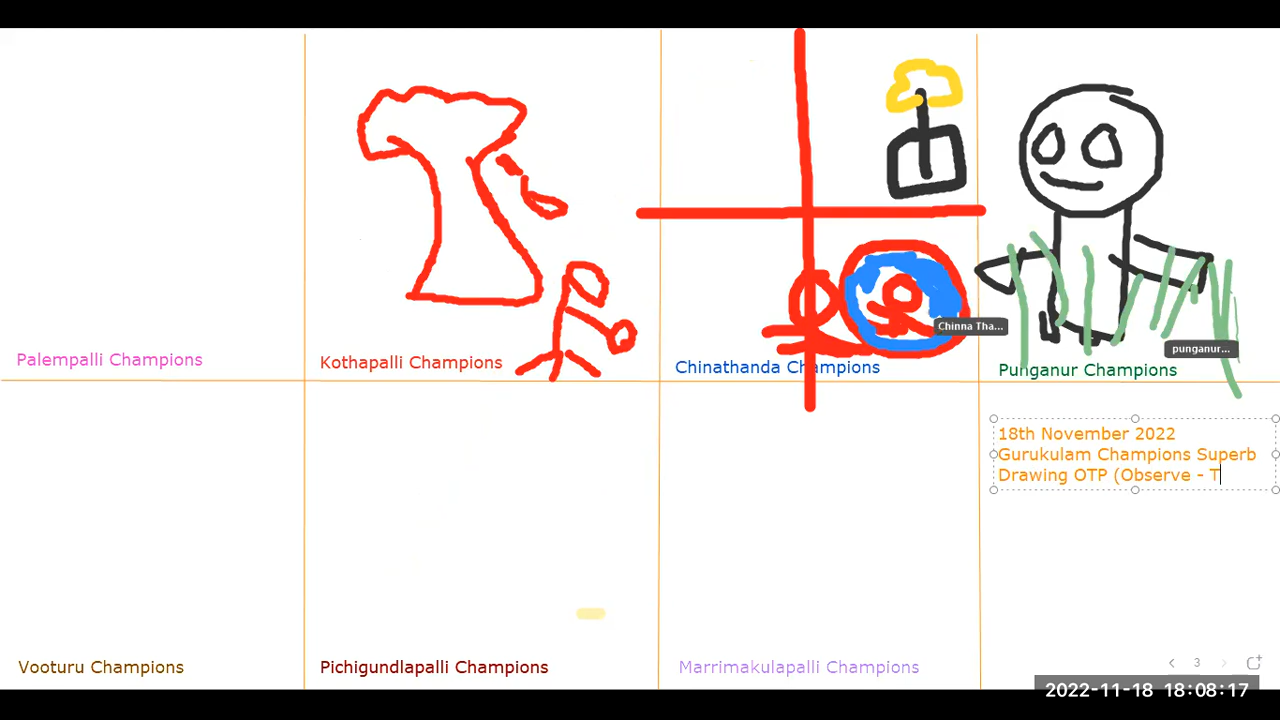 Palempalli Champions
Kothapalli Champions
Chinathanda Champions
Punganur Champions
Chinna Tha...
punganur...
18th November 2022
Gurukulam Champions Superb
Drawing OTP (Observe - T
Vooturu Champions
Pichigundlapalli Champions
Marrimakulapalli Champions
3
2022-11-18 18:08:17